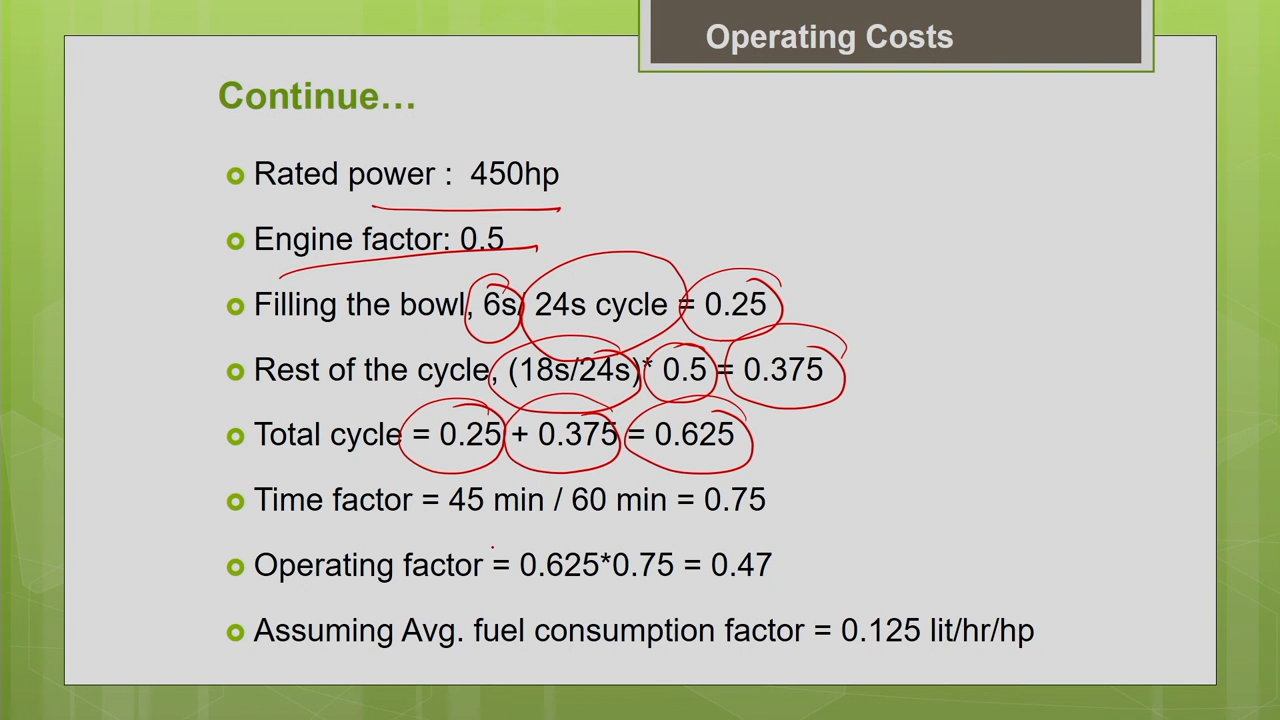 Operating Costs
Continue…
Rated power : 450hp
Engine factor: 0.5
Filling the bowl, 6s/ 24s cycle = 0.25
Rest of the cycle, (18s/24s)* 0.5 = 0.375
Total cycle = 0.25 + 0.375 = 0.625
Time factor = 45 min / 60 min = 0.75
Operating factor = 0.625*0.75 = 0.47
Assuming Avg. fuel consumption factor = 0.125 lit/hr/hp